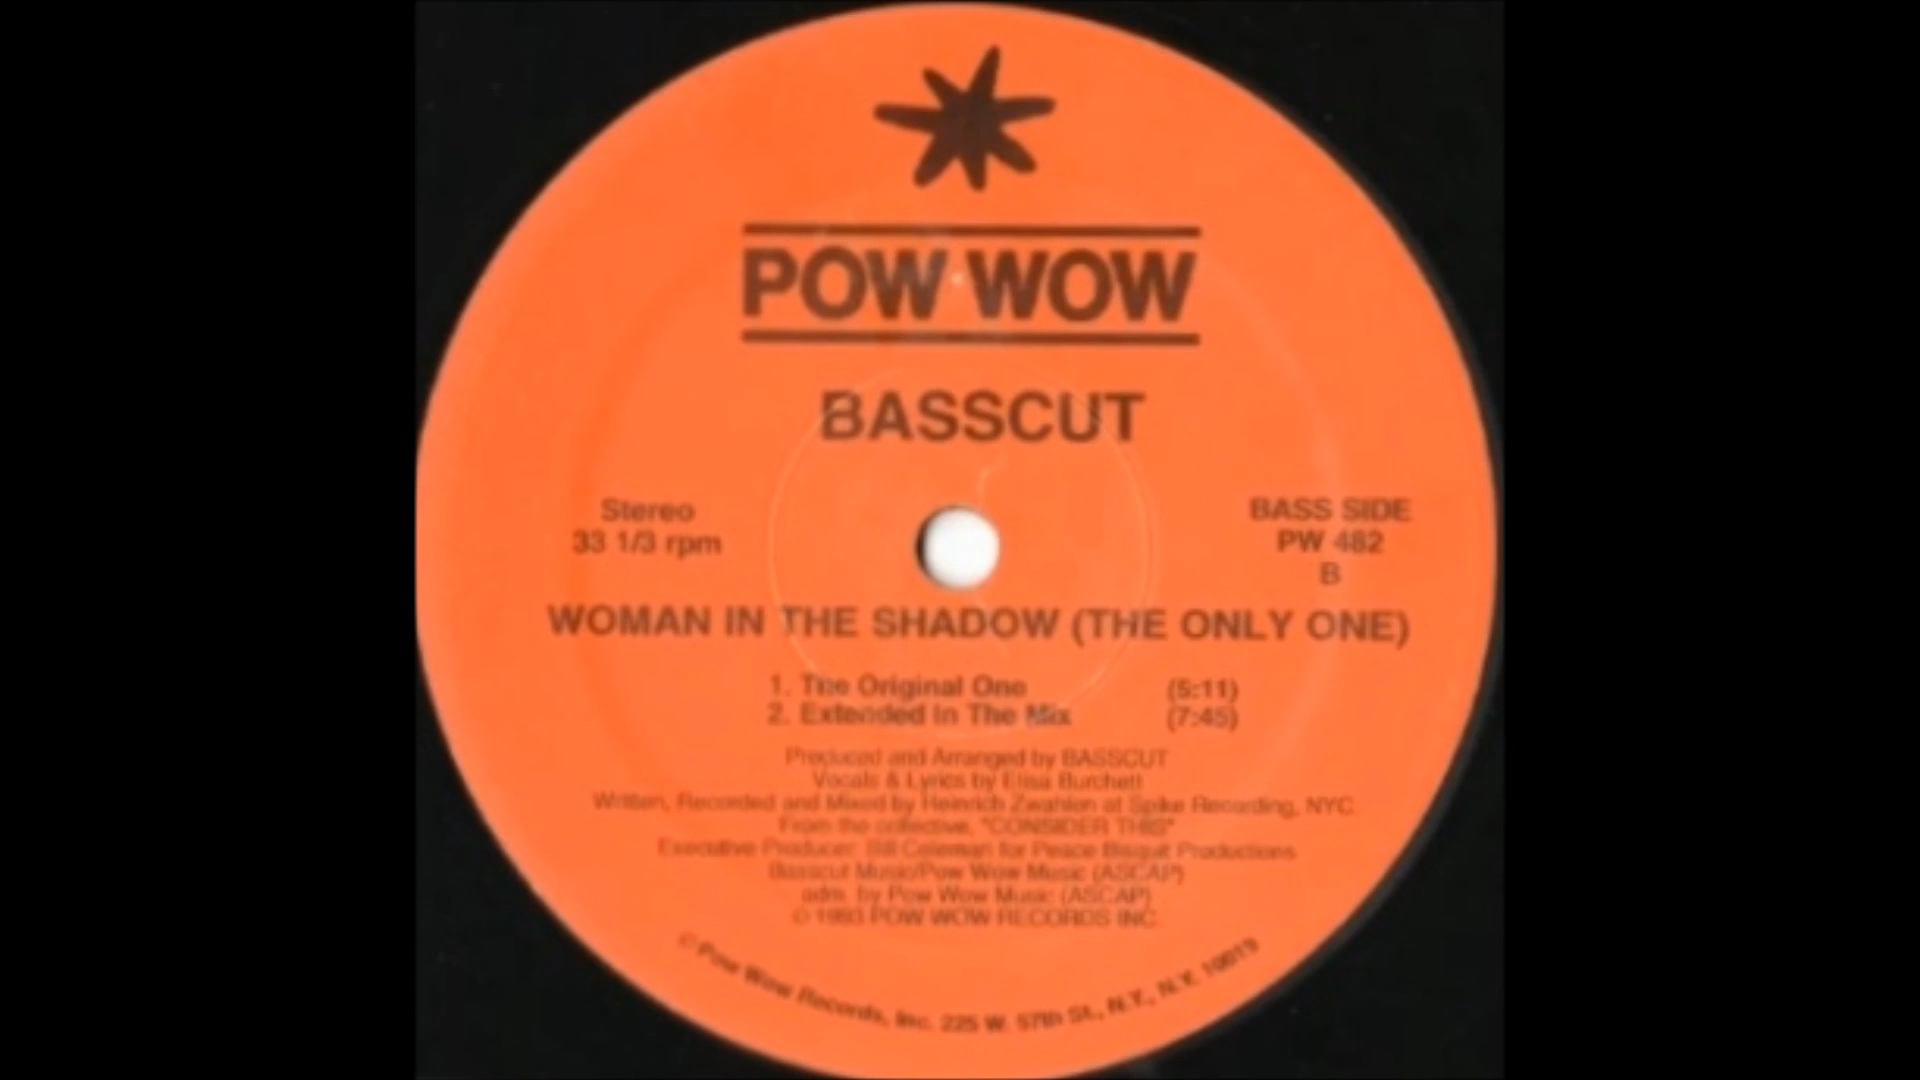 POW WOW
BASSCUT
Stereo
33 1/3 rpm
BASS SIDE
PW 482
B
WOMAN IN THE SHADOW (THE ONLY ONE)
1. The Original One (5:11)
2. Extended In The Mix (7:45)
Produced and Arranged by BASSCUT
Vocals & Lyrics by Elisa Burchett
Written, Recorded and Mixed by Heinrich Zwahlen at Spike Recording, NYC.
From the collective, "CONSIDER THIS"
Executive Producer: Bill Coleman for Peace Bisquit Productions
Basscut Music/Pow Wow Music (ASCAP)
adm. by Pow Wow Music (ASCAP)
© 1993 POW WOW RECORDS INC.
℗ Pow Wow Records, Inc. 225 W. 57th St., N.Y., N.Y. 10019